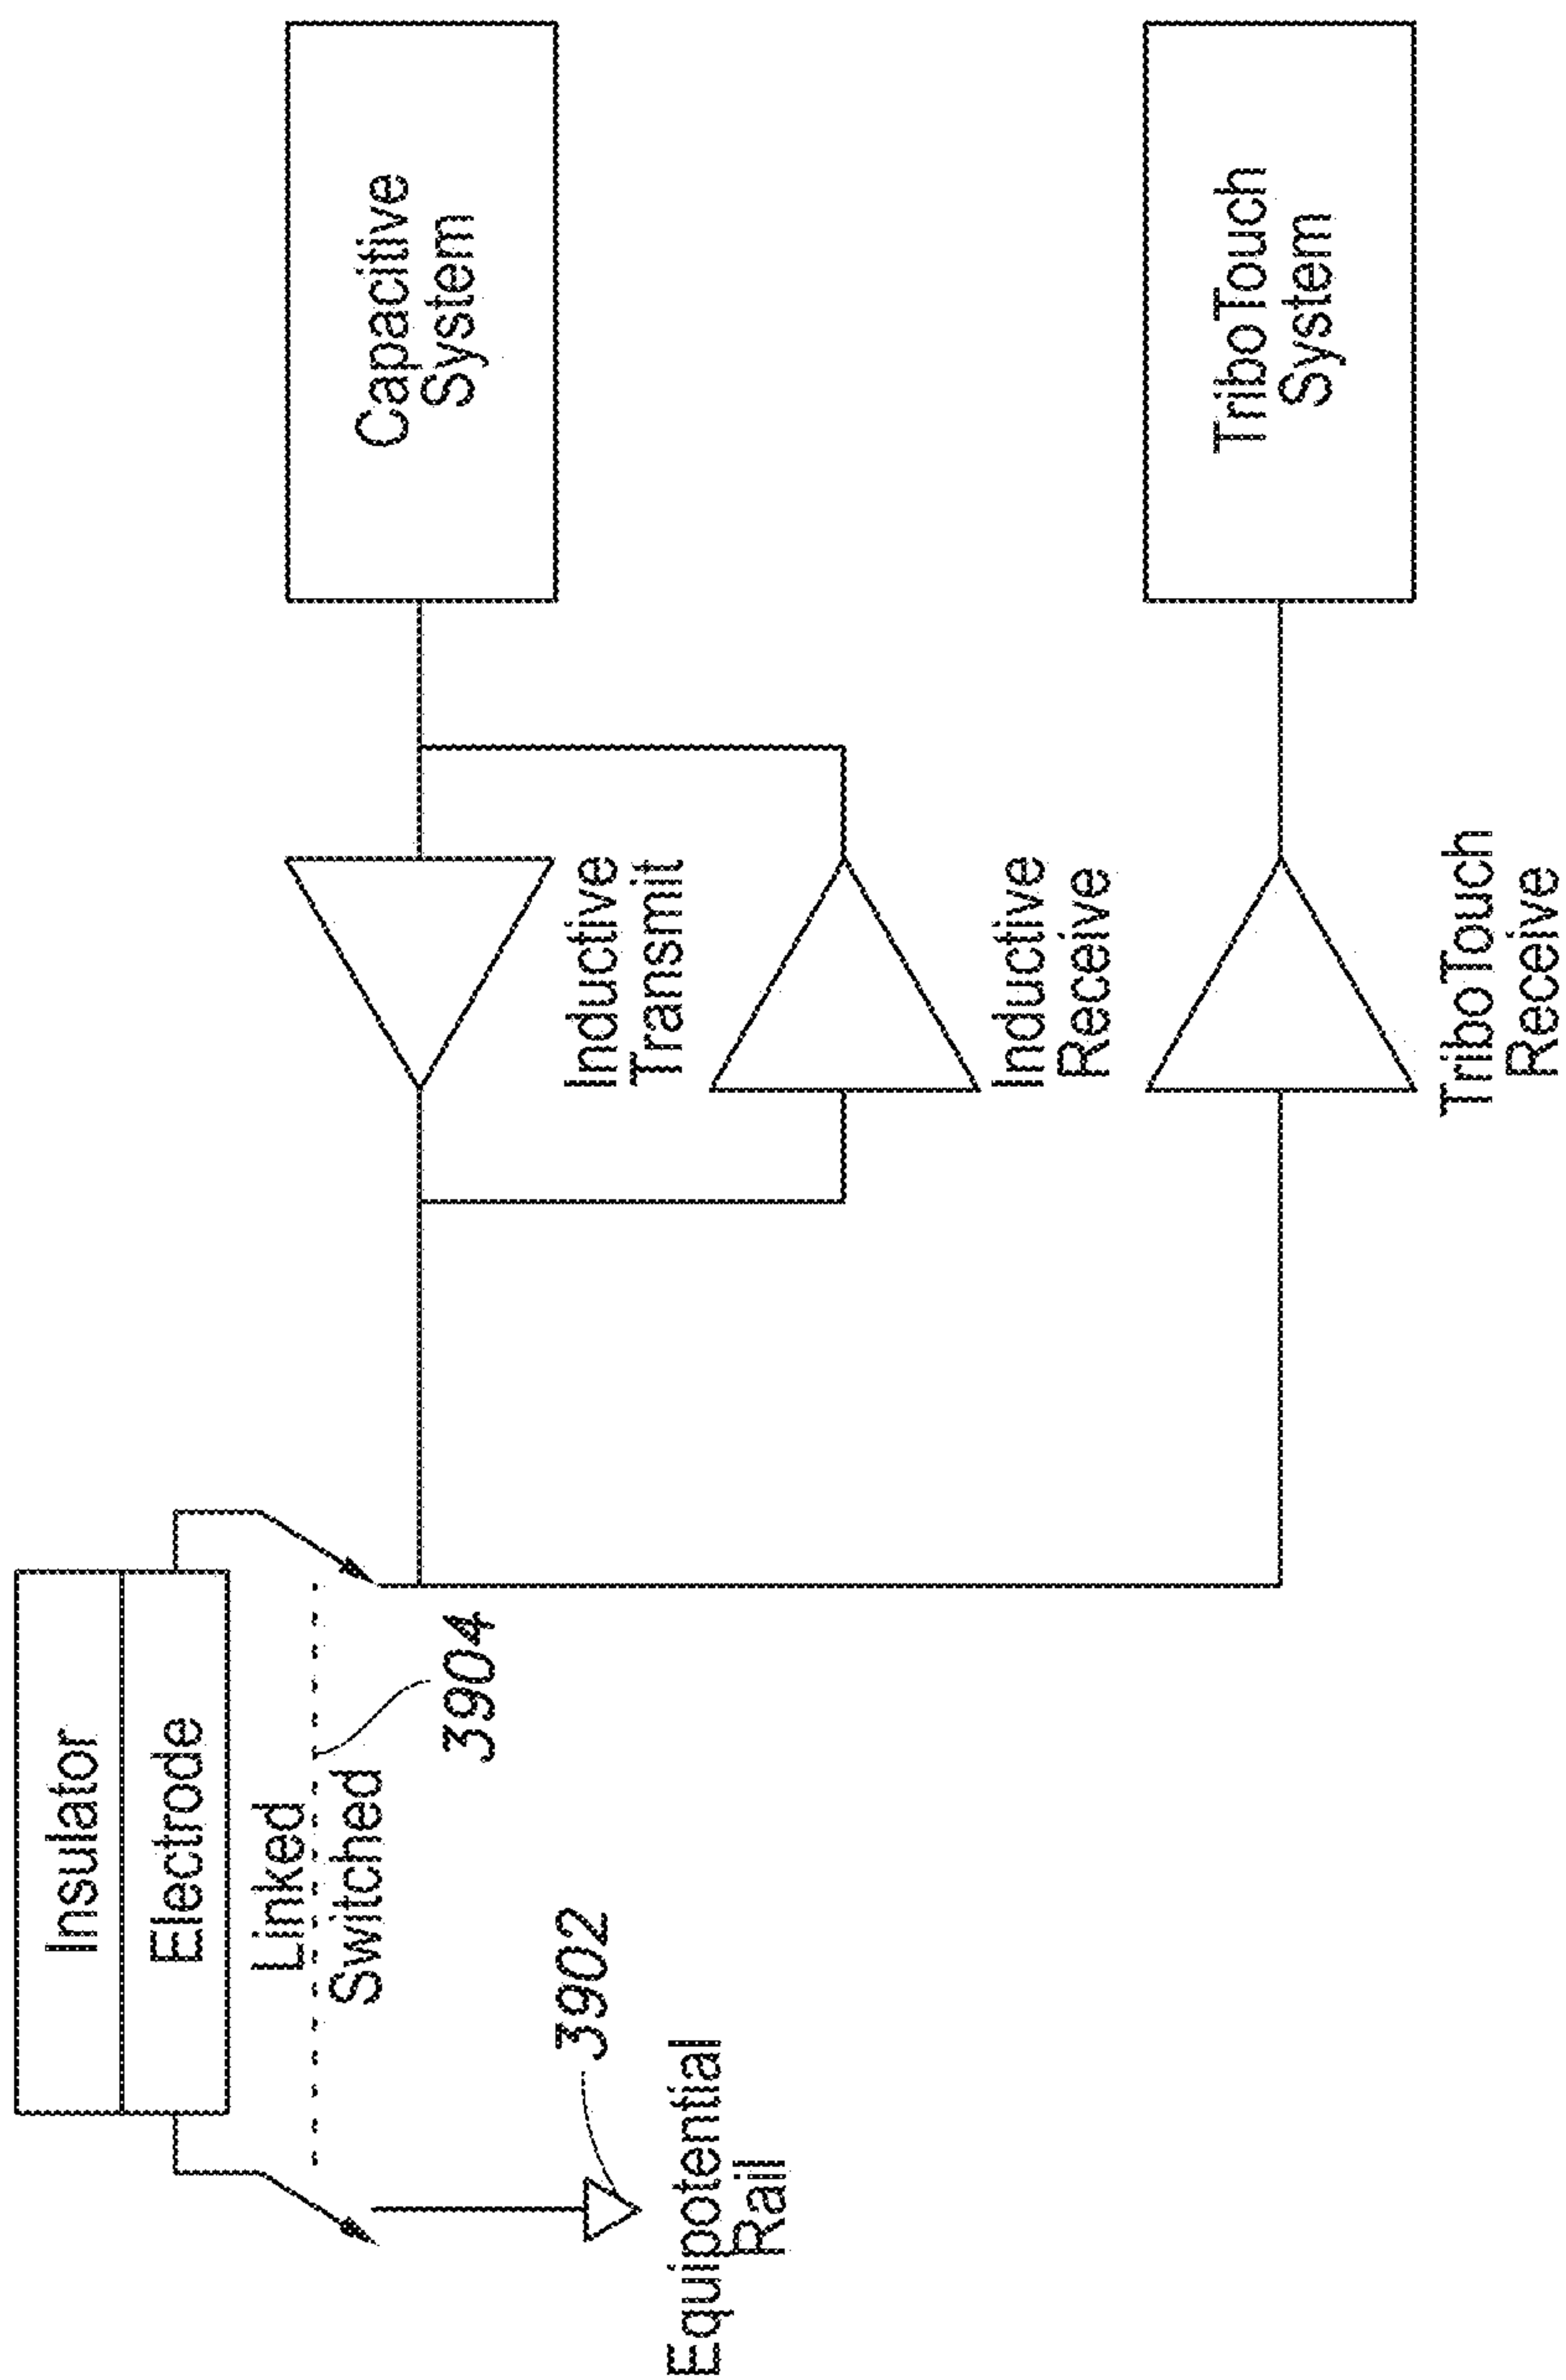 Insulator
Electrode
Linked
Switched
3904
3902
Equipotential
Rail
Capacitive
System
Inductive
Transmit
Inductive
Receive
TriboTouch
System
TriboTouch
Receive